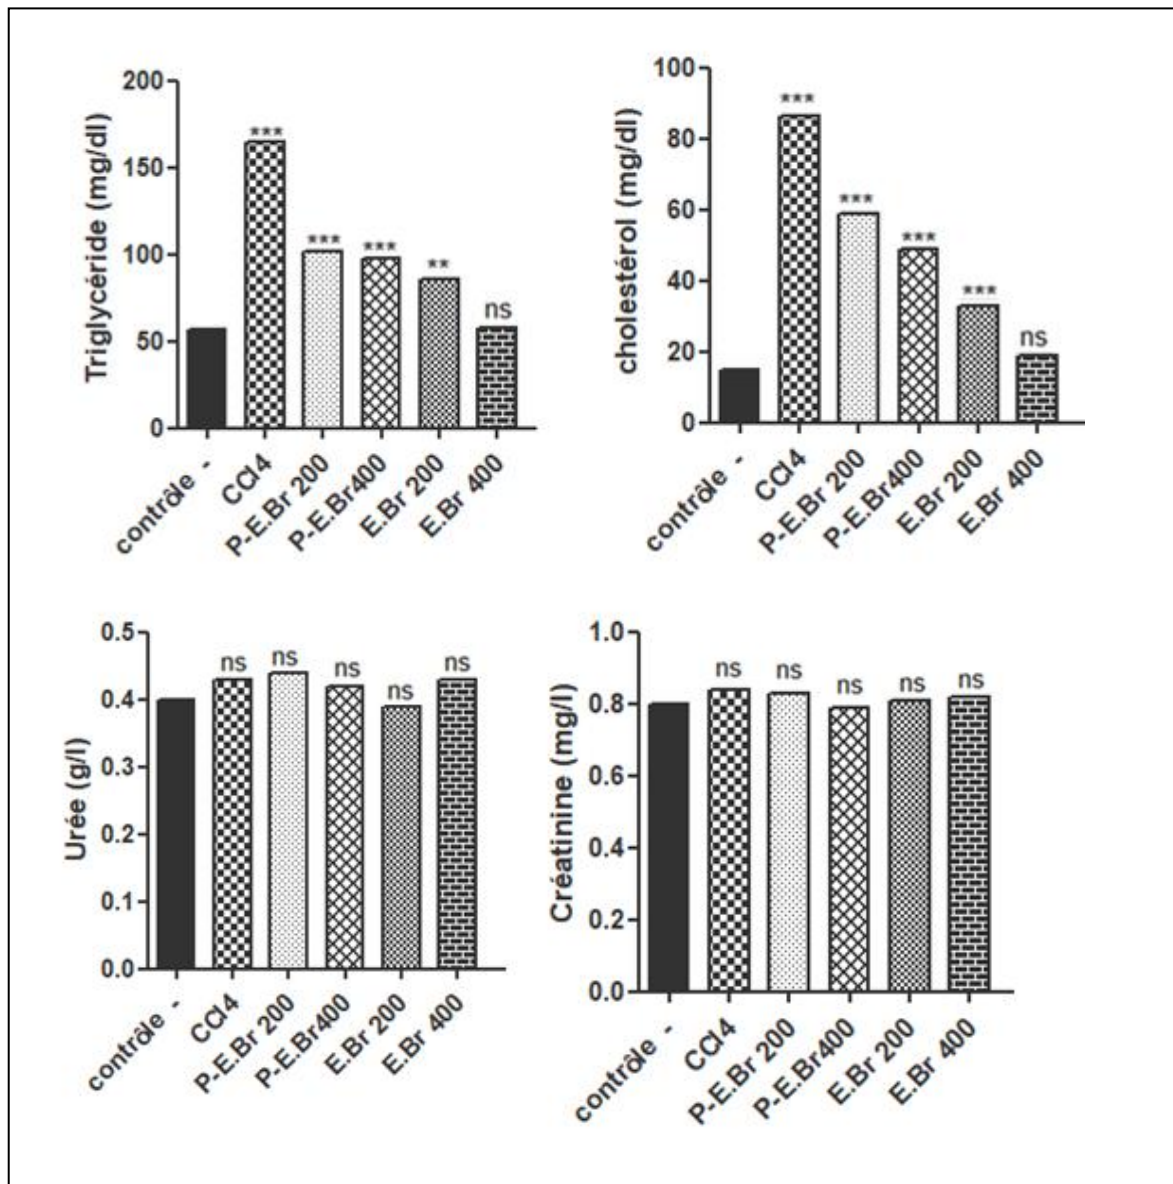 Triglycéride (mg/dl)
200
150
100
50
0
***
***
***
**
ns
contrôle -
CCl4
P-E.Br 200
P-E.Br400
E.Br 200
E.Br 400
cholestérol (mg/dl)
100
80
60
40
20
0
***
***
***
***
ns
contrôle -
CCl4
P-E.Br 200
P-E.Br400
E.Br 200
E.Br 400
Urée (g/l)
0.5
0.4
0.3
0.2
0.1
0.0
ns
ns
ns
ns
ns
contrôle -
CCl4
P-E.Br 200
P-E.Br400
E.Br 200
E.Br 400
Créatinine (mg/l)
1.0
0.8
0.6
0.4
0.2
0.0
ns
ns
ns
ns
ns
contrôle -
CCl4
P-E.Br 200
P-E.Br400
E.Br 200
E.Br 400